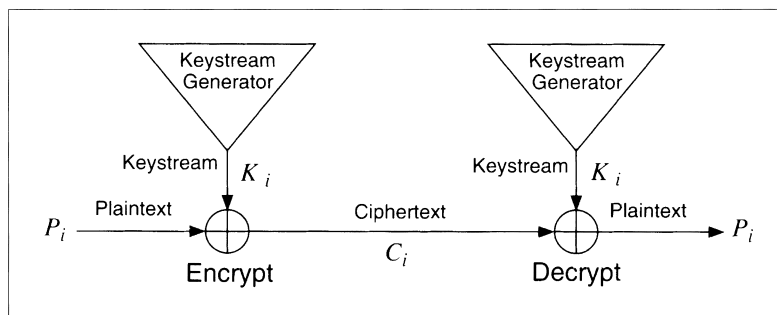 Keystream
Generator
Keystream
Generator
Keystream
K i
Keystream
K i
P i
Plaintext
Ciphertext
Plaintext
P i
C i
Encrypt
Decrypt